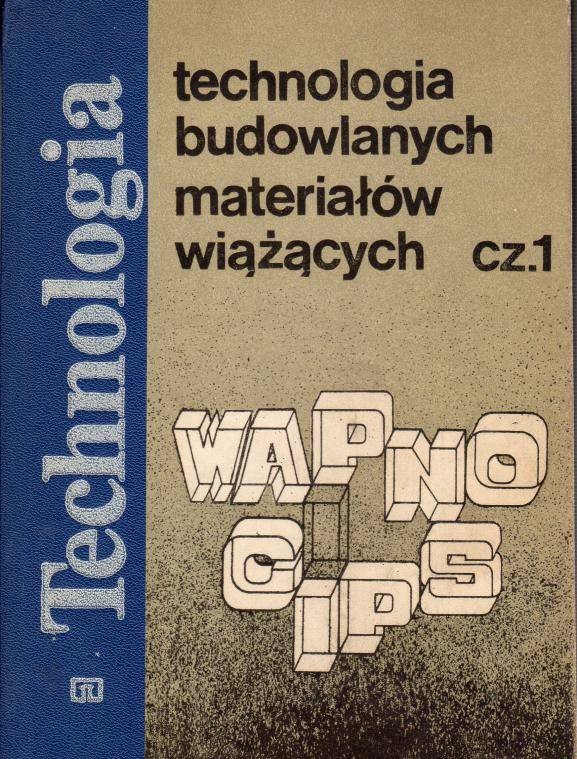 Technologia
technologia
budowlanych
materiałów
wiążących cz.1
WAPNO
I
GIPS